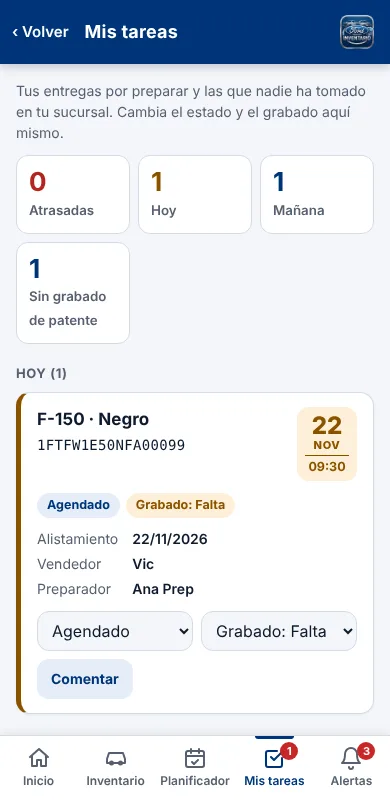 ‹ Volver Mis tareas
Tus entregas por preparar y las que nadie ha tomado
en tu sucursal. Cambia el estado y el grabado aquí
mismo.
0
Atrasadas
1
Hoy
1
Mañana
1
Sin grabado
de patente
HOY (1)
F-150 · Negro
1FTFW1E50NFA00099
22
NOV
09:30
Agendado
Grabado: Falta
Alistamiento 22/11/2026
Vendedor Vic
Preparador Ana Prep
Agendado
Grabado: Falta
Comentar
1
3
Inicio
Inventario
Planificador
Mis tareas
Alertas